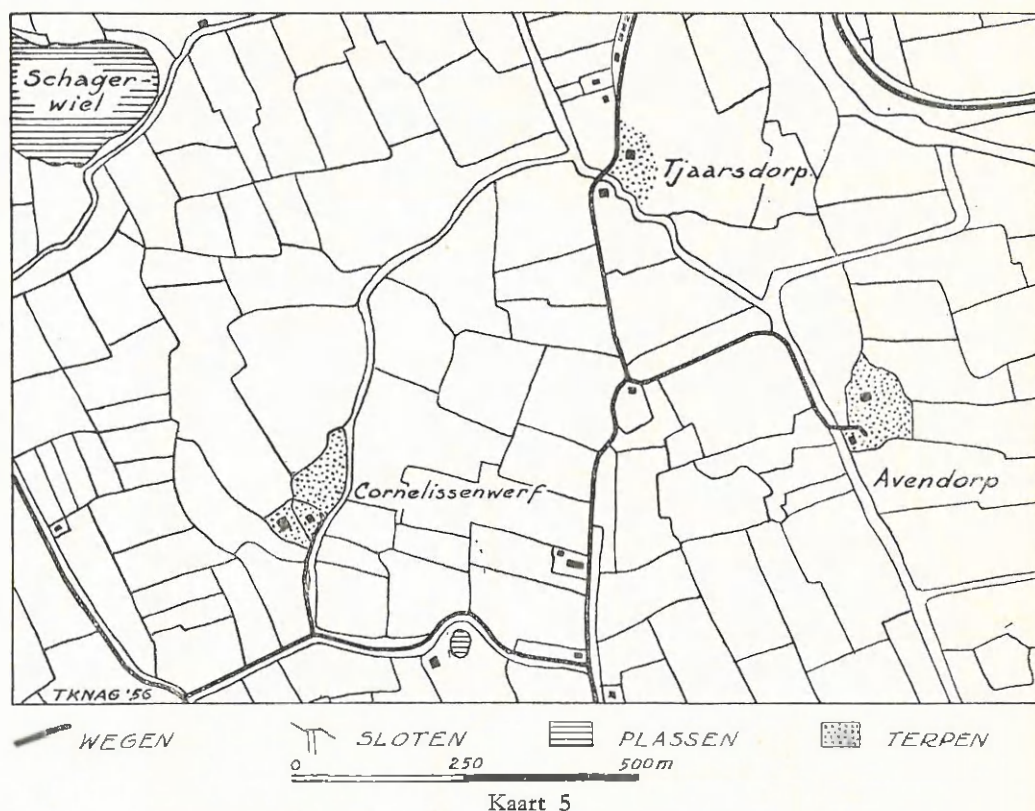 Schager-
wiel
Tjaarsdorp
Cornelissenwerf
Avendorp
TKNAG '56
WEGEN SLOTEN PLASSEN TERPEN
0 250 500m
Kaart 5